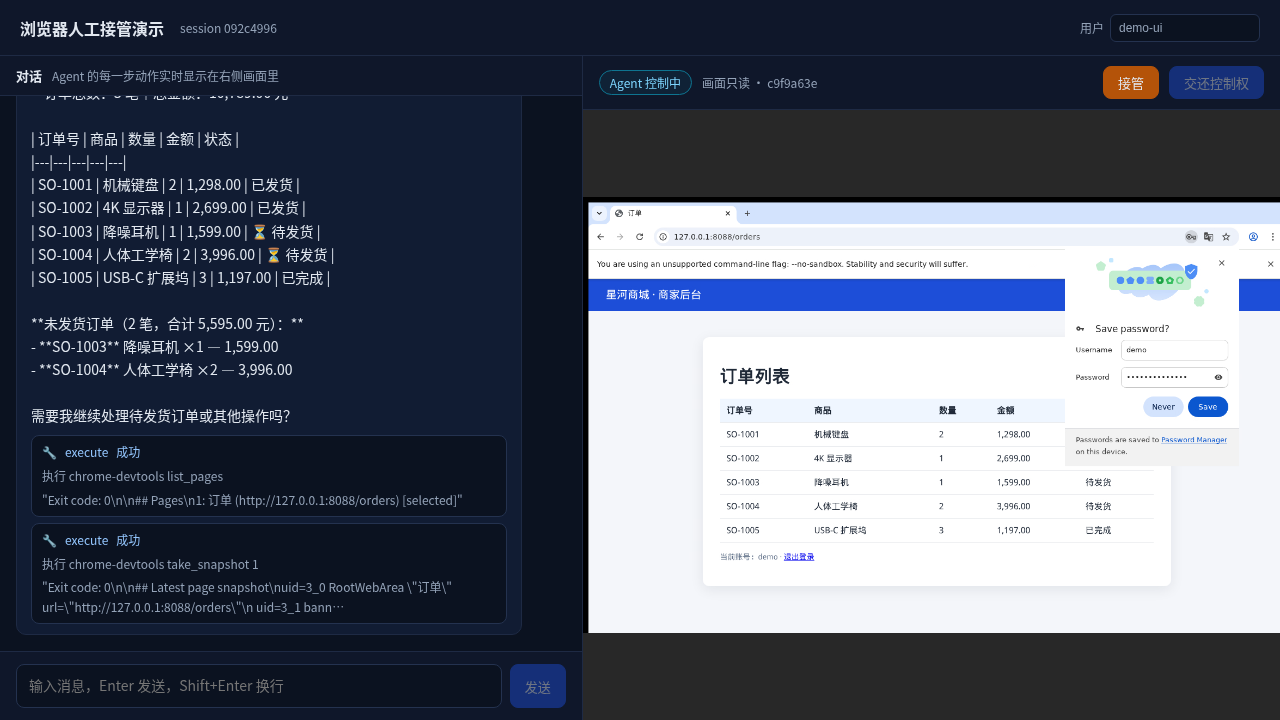 浏览器人工接管演示
session 092c4996
用户
demo-ui
对话
Agent 的每一步动作实时显示在右侧画面里
| 订单号 | 商品 | 数量 | 金额 | 状态 |
|---|---|---|---|---|
| SO-1001 | 机械键盘 | 2 | 1,298.00 | 已发货 |
| SO-1002 | 4K 显示器 | 1 | 2,699.00 | 已发货 |
| SO-1003 | 降噪耳机 | 1 | 1,599.00 | ⏳ 待发货 |
| SO-1004 | 人体工学椅 | 2 | 3,996.00 | ⏳ 待发货 |
| SO-1005 | USB-C 扩展坞 | 3 | 1,197.00 | 已完成 |
**未发货订单（2 笔，合计 5,595.00 元）：**
- **SO-1003** 降噪耳机 ×1 — 1,599.00
- **SO-1004** 人体工学椅 ×2 — 3,996.00
需要我继续处理待发货订单或其他操作吗？
🔧 execute 成功
执行 chrome-devtools list_pages
"Exit code: 0\n\n## Pages\n1: 订单 (http://127.0.0.1:8088/orders) [selected]"
🔧 execute 成功
执行 chrome-devtools take_snapshot 1
"Exit code: 0\n\n## Latest page snapshot\nuid=3_0 RootWebArea \"订单\"
url=\"http://127.0.0.1:8088/orders\"\n uid=3_1 bann…
输入消息，Enter 发送，Shift+Enter 换行
发送
Agent 控制中
画面只读 · c9f9a63e
接管
交还控制权
订单
127.0.0.1:8088/orders
You are using an unsupported command-line flag: --no-sandbox. Stability and security will suffer.
星河商城 · 商家后台
订单列表
订单号 商品 数量 金额
SO-1001 机械键盘 2 1,298.00
SO-1002 4K 显示器 1 2,699.00
SO-1003 降噪耳机 1 1,599.00 待发货
SO-1004 人体工学椅 2 3,996.00 待发货
SO-1005 USB-C 扩展坞 3 1,197.00 已完成
当前账号：demo · 退出登录
Save password?
Username demo
Password ••••••••••••••
Never
Save
Passwords are saved to Password Manager
on this device.